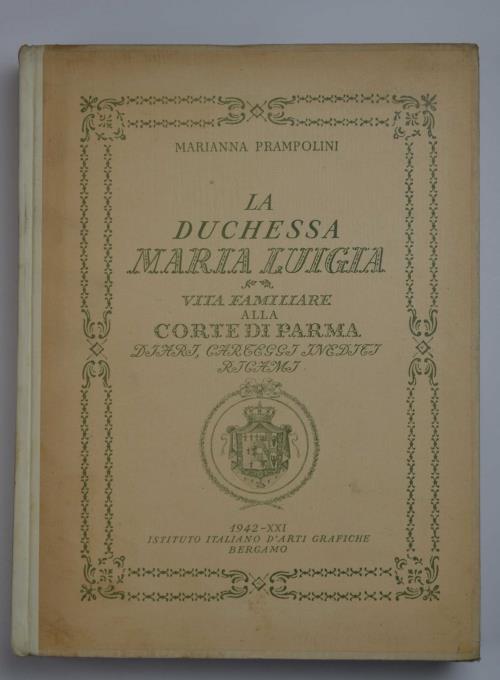 MARIANNA PRAMPOLINI
LA
DUCHESSA
MARIA LUIGIA
VITA FAMILIARE
ALLA
CORTE DI PARMA
DIARI, CARTEGGI INEDITI
RICAMI
1942-XXI
ISTITUTO ITALIANO D'ARTI GRAFICHE
BERGAMO